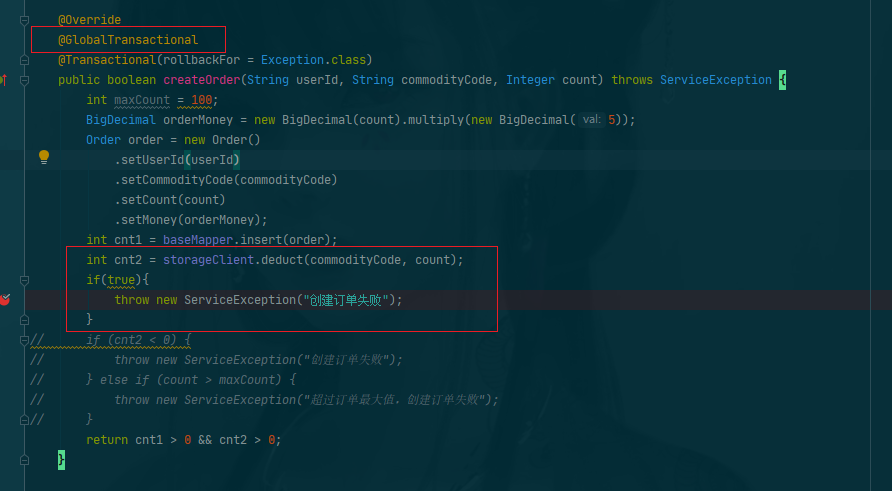 @Override
@GlobalTransactional
@Transactional(rollbackFor = Exception.class)
public boolean createOrder(String userId, String commodityCode, Integer count) throws ServiceException {
int maxCount = 100;
BigDecimal orderMoney = new BigDecimal(count).multiply(new BigDecimal( val: 5));
Order order = new Order()
.setUserId(userId)
.setCommodityCode(commodityCode)
.setCount(count)
.setMoney(orderMoney);
int cnt1 = baseMapper.insert(order);
int cnt2 = storageClient.deduct(commodityCode, count);
if(true){
throw new ServiceException("创建订单失败");
}
// if (cnt2 < 0) {
// throw new ServiceException("创建订单失败");
// } else if (count > maxCount) {
// throw new ServiceException("超过订单最大值，创建订单失败");
// }
return cnt1 > 0 && cnt2 > 0;
}